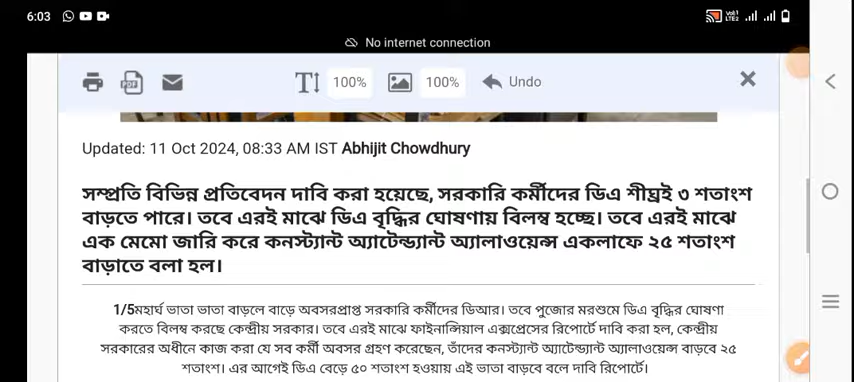 6:03
Vo1 LTE2
No internet connection
100% 100% Undo
Updated: 11 Oct 2024, 08:33 AM IST Abhijit Chowdhury
সম্প্রতি বিভিন্ন প্রতিবেদন দাবি করা হয়েছে, সরকারি কর্মীদের ডিএ শীঘ্রই ৩ শতাংশ
বাড়তে পারে। তবে এরই মাঝে ডিএ বৃদ্ধির ঘোষণায় বিলম্ব হচ্ছে। তবে এরই মাঝে
এক মেমো জারি করে কনস্ট্যান্ট অ্যাটেন্ড্যান্ট অ্যালাওয়েন্স একলাফে ২৫ শতাংশ
বাড়াতে বলা হল।
1/5মহার্ঘ ভাতা ভাতা বাড়লে বাড়ে অবসরপ্রাপ্ত সরকারি কর্মীদের ডিআর। তবে পুজোর মরশুমে ডিএ বৃদ্ধির ঘোষণা
করতে বিলম্ব করছে কেন্দ্রীয় সরকার। তবে এরই মাঝে ফাইনান্সিয়াল এক্সপ্রেসের রিপোর্টে দাবি করা হল, কেন্দ্রীয়
সরকারের অধীনে কাজ করা যে সব কর্মী অবসর গ্রহণ করেছেন, তাঁদের কনস্ট্যান্ট অ্যাটেন্ড্যান্ট অ্যালাওয়েন্স বাড়বে ২৫
শতাংশ। এর আগেই ডিএ বেড়ে ৫০ শতাংশ হওয়ায় এই ভাতা বাড়বে বলে দাবি রিপোর্টে।